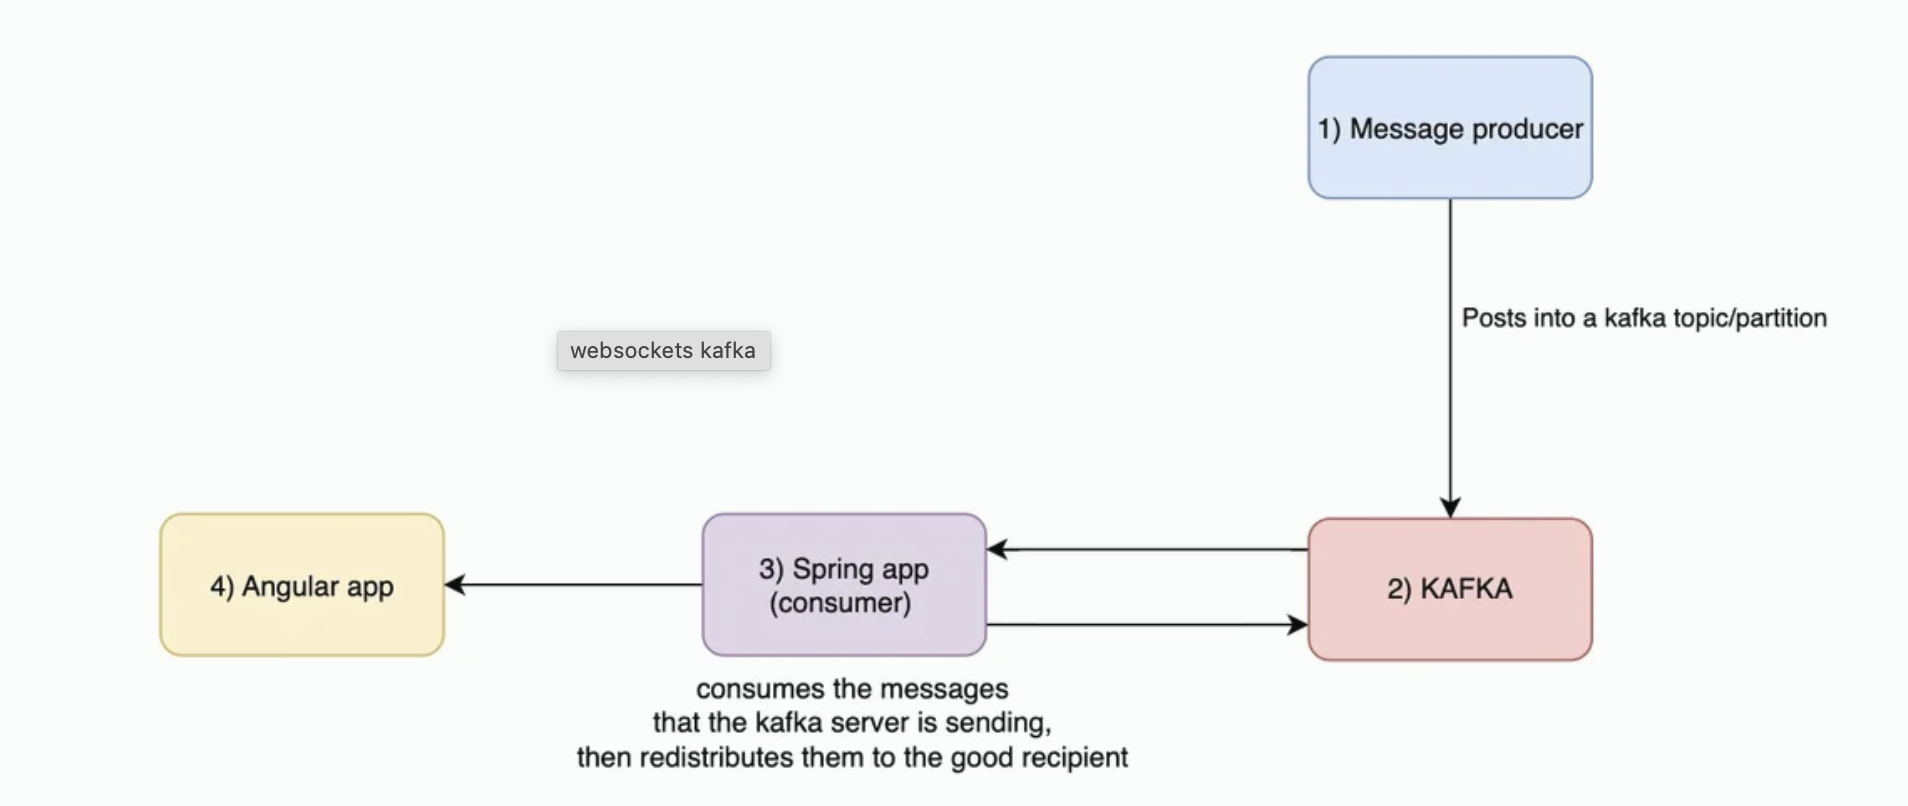 1) Message producer
Posts into a kafka topic/partition
websockets kafka
4) Angular app
3) Spring app
(consumer)
2) KAFKA
consumes the messages
that the kafka server is sending,
then redistributes them to the good recipient